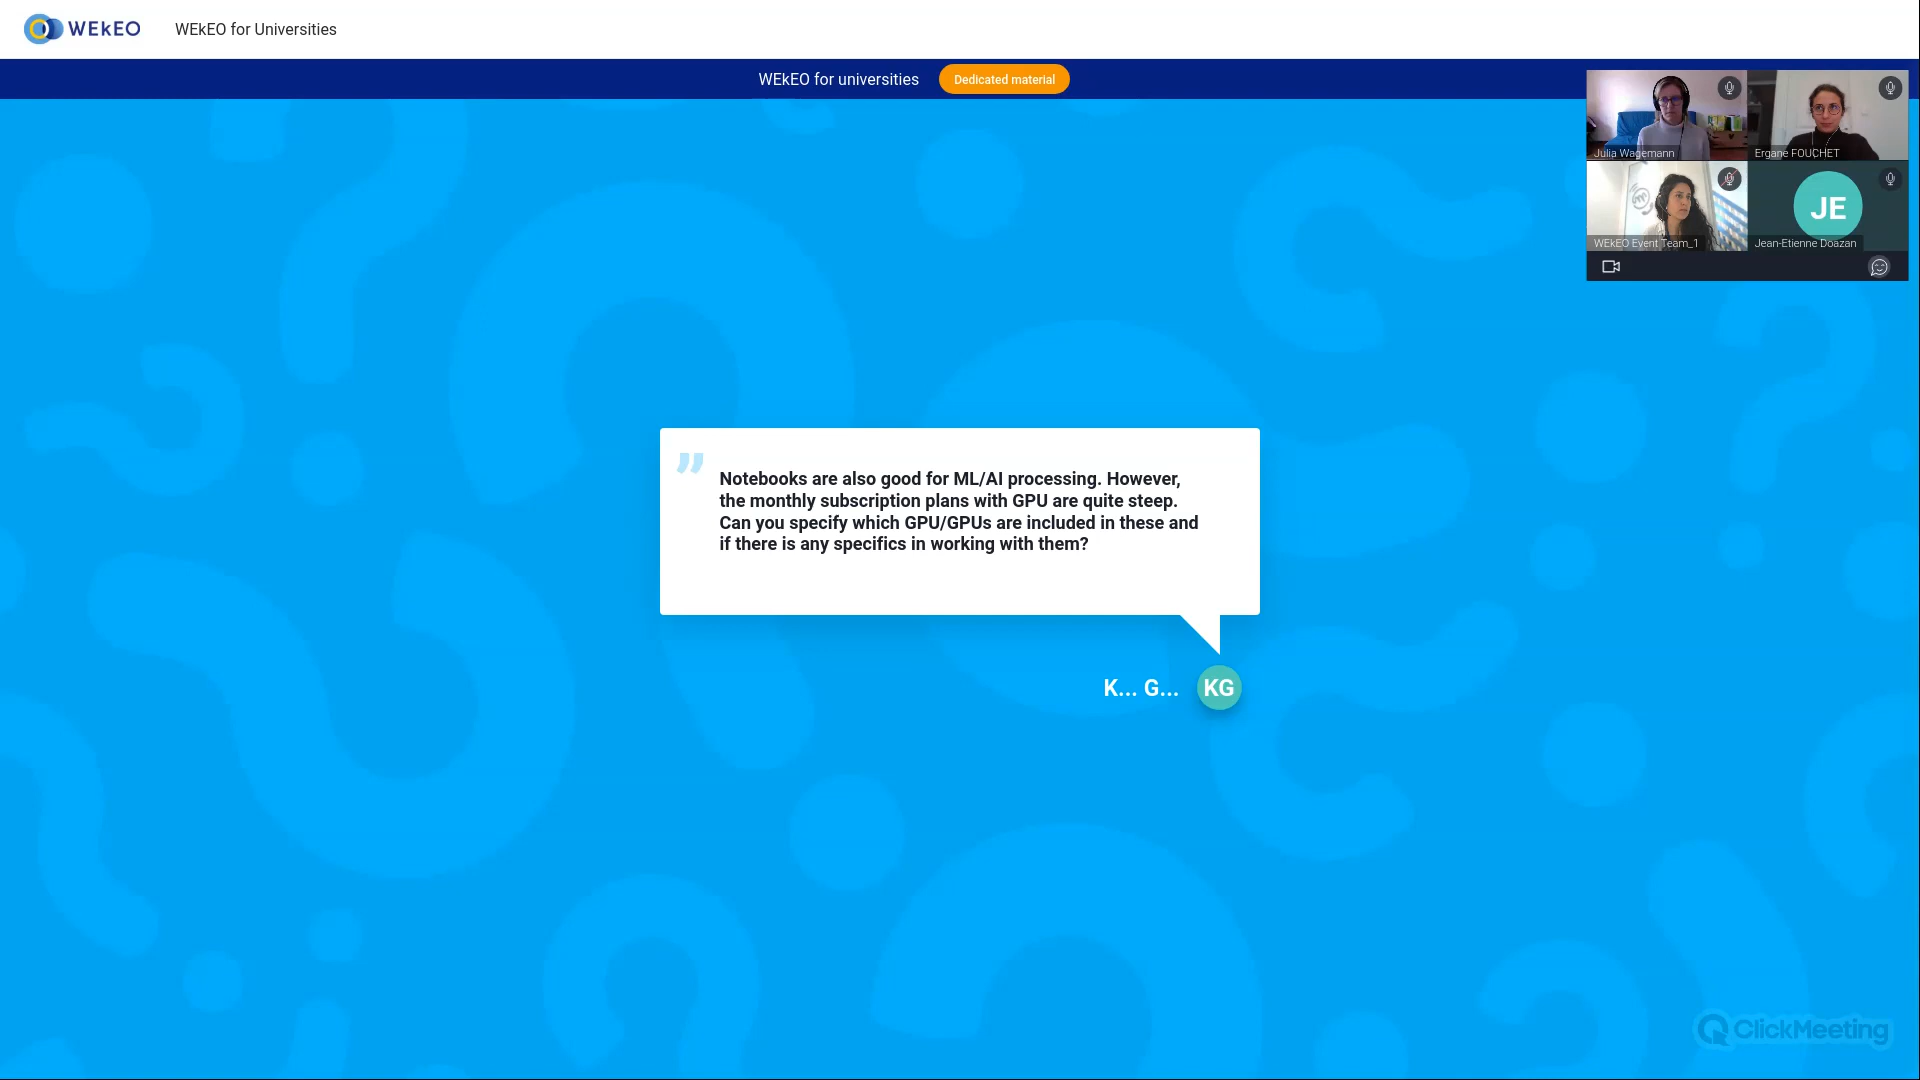 WEkEO
WEkEO for Universities
WEkEO for universities
Dedicated material
Julia Wagemann
Ergane FOUCHET
WEkEO Event Team_1
JE
Jean-Etienne Doazan
Notebooks are also good for ML/AI processing. However,
the monthly subscription plans with GPU are quite steep.
Can you specify which GPU/GPUs are included in these and
if there is any specifics in working with them?
K... G...
KG
ClickMeeting